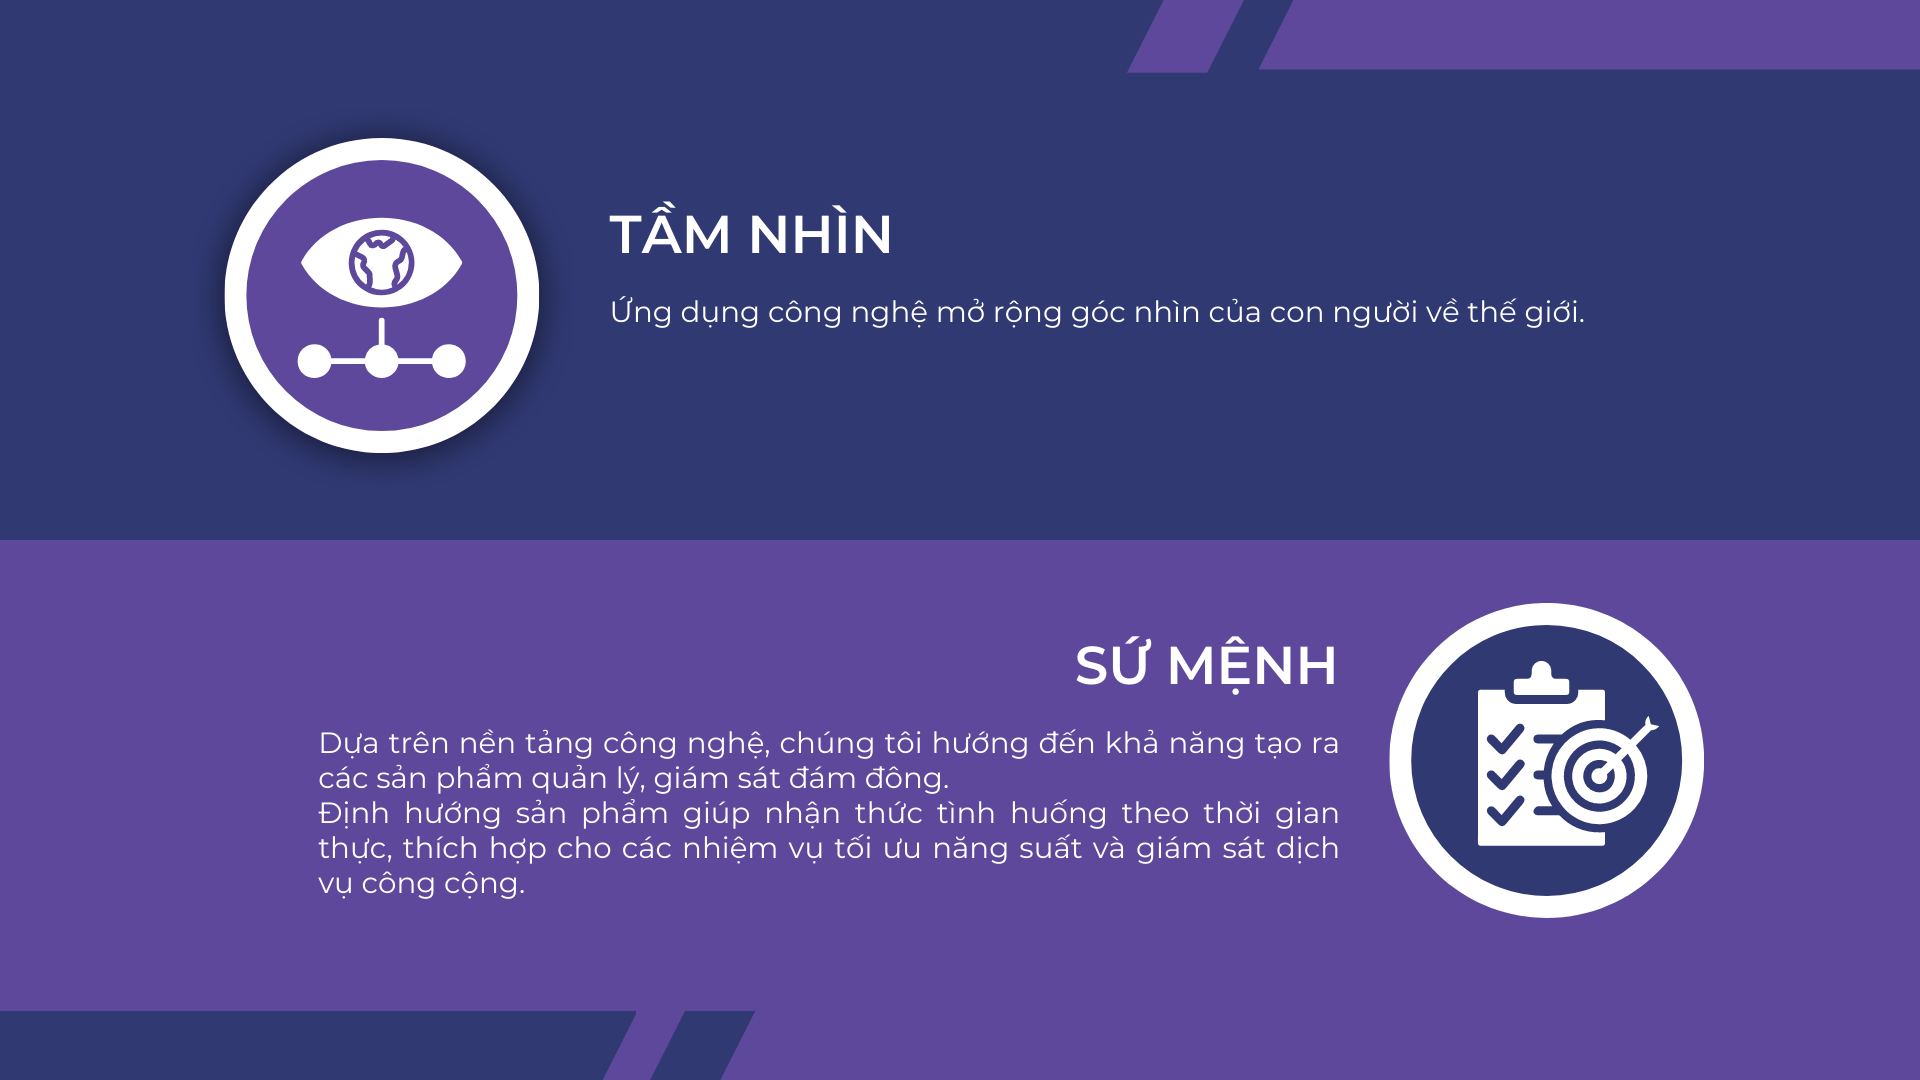 TẦM NHÌN
Ứng dụng công nghệ mở rộng góc nhìn của con người về thế giới.
SỨ MỆNH
Dựa trên nền tảng công nghệ, chúng tôi hướng đến khả năng tạo ra
các sản phẩm quản lý, giám sát đám đông.
Định hướng sản phẩm giúp nhận thức tình huống theo thời gian
thực, thích hợp cho các nhiệm vụ tối ưu năng suất và giám sát dịch
vụ công cộng.